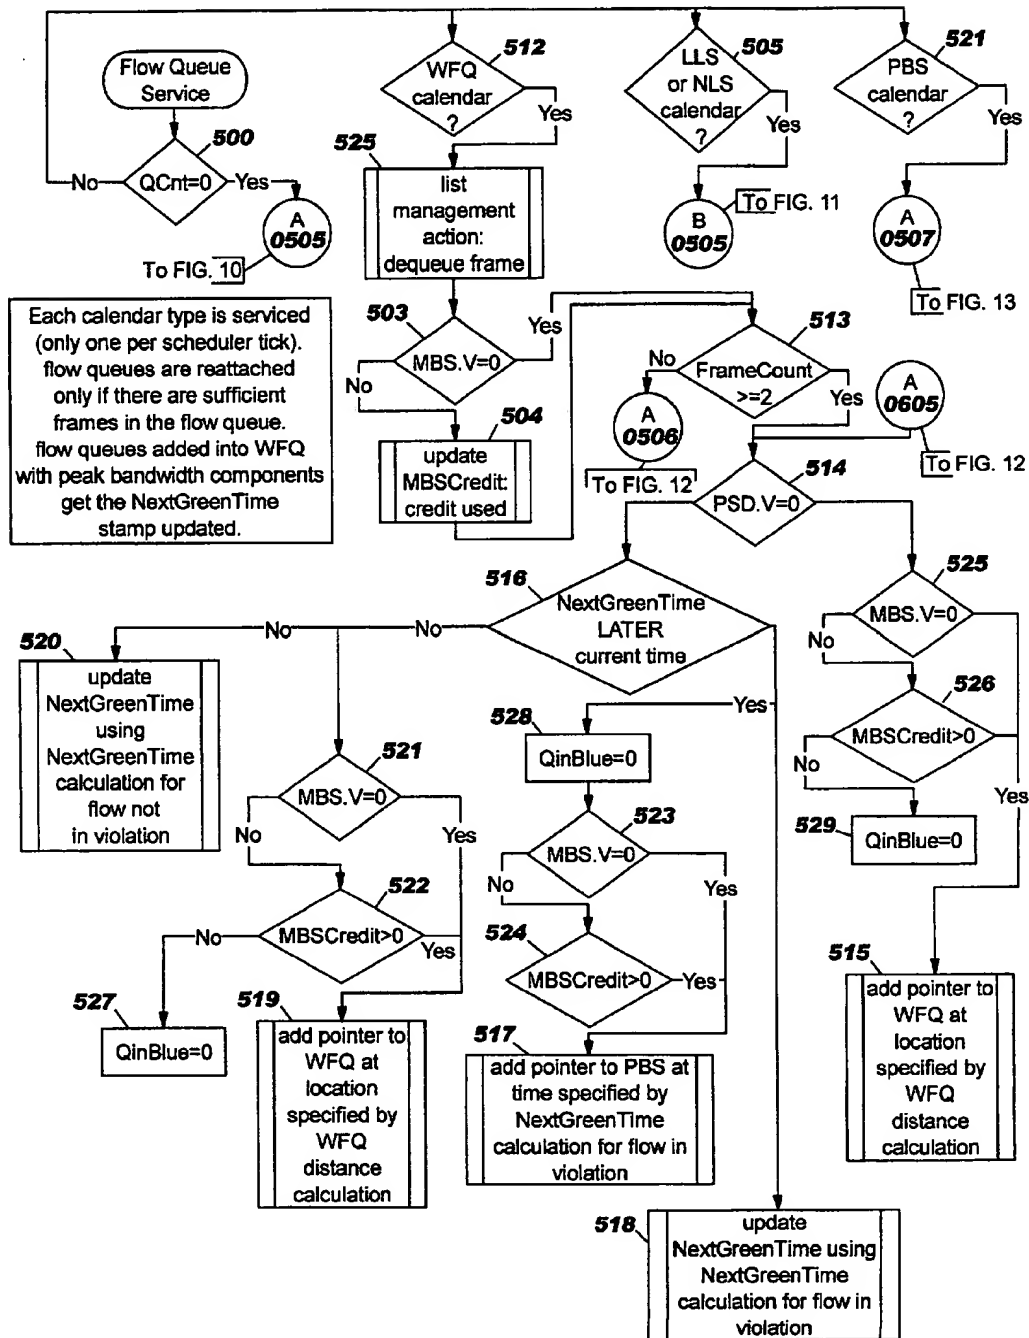 Flow Queue
Service
500
QCnt=0
No
Yes
A
0505
To FIG. 10
512
WFQ
calendar
?
Yes
505
LLS
or NLS
calendar
?
Yes
B
0505
To FIG. 11
521
PBS
calendar
?
Yes
A
0507
To FIG. 13
525
list
management
action:
dequeue frame
Each calendar type is serviced
(only one per scheduler tick).
flow queues are reattached
only if there are sufficient
frames in the flow queue.
flow queues added into WFQ
with peak bandwidth components
get the NextGreenTime
stamp updated.
503
MBS.V=0
Yes
No
504
update
MBSCredit:
credit used
513
FrameCount
>=2
No
Yes
A
0506
To FIG. 12
A
0605
To FIG. 12
514
PSD.V=0
516
NextGreenTime
LATER
current time
No
No
Yes
520
update
NextGreenTime
using
NextGreenTime
calculation for
flow not
in violation
521
MBS.V=0
No
Yes
522
MBSCredit>0
No
Yes
527
QinBlue=0
519
add pointer to
WFQ at
location
specified by
WFQ
distance
calculation
528
QinBlue=0
523
MBS.V=0
No
Yes
524
MBSCredit>0
Yes
517
add pointer to PBS at
time specified by
NextGreenTime
calculation for flow in
violation
525
MBS.V=0
No
526
MBSCredit>0
No
Yes
529
QinBlue=0
515
add pointer to
WFQ at
location
specified by
WFQ
distance
calculation
518
update
NextGreenTime using
NextGreenTime
calculation for flow in
violation